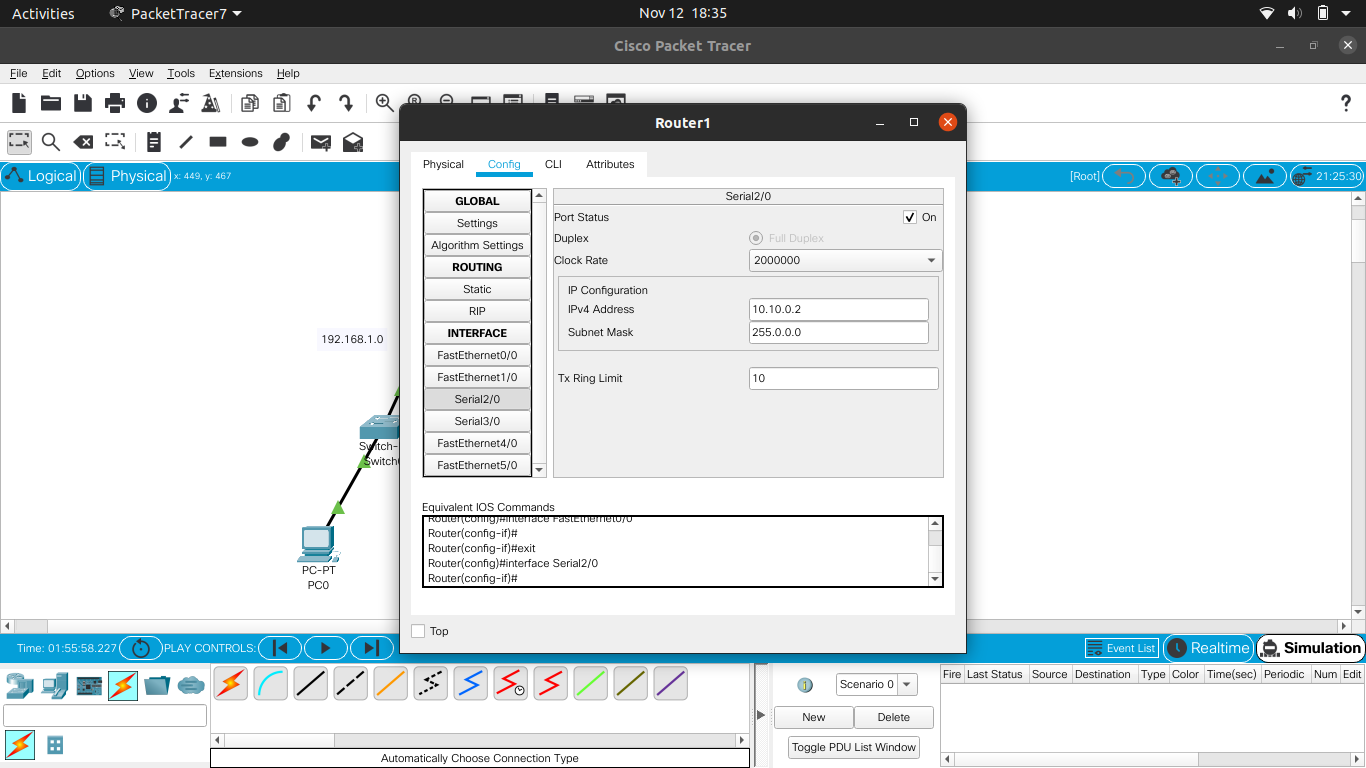 Activities
PacketTracer7
Nov 12 18:35
Cisco Packet Tracer
File Edit Options View Tools Extensions Help
Router1
Physical Config CLI Attributes
Logical
Physical
x: 449, y: 467
[Root]
21:25:30
GLOBAL
Settings
Algorithm Settings
ROUTING
Static
RIP
INTERFACE
FastEthernet0/0
FastEthernet1/0
Serial2/0
Serial3/0
FastEthernet4/0
FastEthernet5/0
Serial2/0
Port Status
On
Duplex
Full Duplex
Clock Rate
2000000
IP Configuration
IPv4 Address
10.10.0.2
Subnet Mask
255.0.0.0
Tx Ring Limit
10
192.168.1.0
Switch-
Switch
PC-PT
PC0
Equivalent IOS Commands
Router(config)#interface FastEthernet0/0
Router(config-if)#
Router(config-if)#exit
Router(config)#interface Serial2/0
Router(config-if)#
Top
Time: 01:55:58.227
PLAY CONTROLS:
Event List
Realtime
Simulation
Scenario 0
New
Delete
Toggle PDU List Window
Fire Last Status Source Destination Type Color Time(sec) Periodic Num Edit
Automatically Choose Connection Type